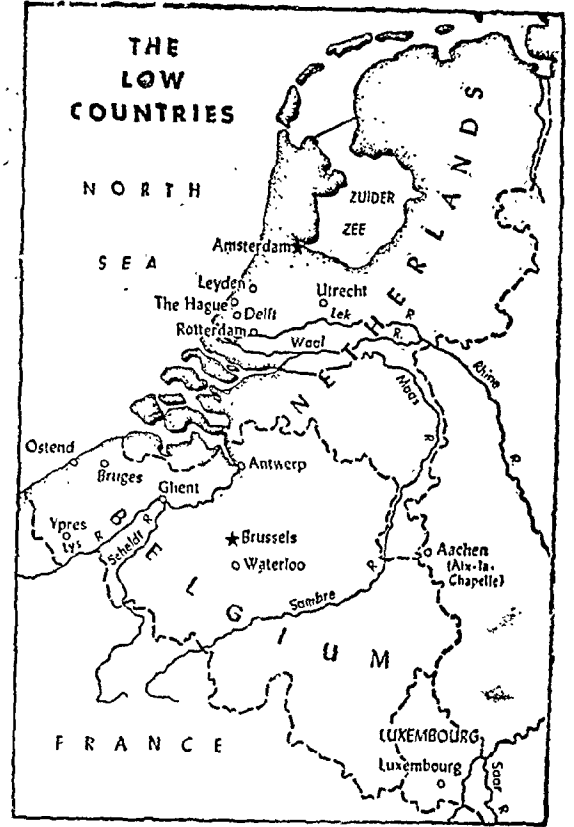 THE
LOW
COUNTRIES
NORTH
SEA
ZUIDER
ZEE
NETHERLANDS
Amsterdam
Leyden
Utrecht
The Hague
Delft
Lek R.
Rotterdam
Waal R.
Rhine R.
Maas R.
Ostend
Bruges
Antwerp
Ghent
Ypres
Lys R.
Scheldt R.
BELGIUM
Brussels
Waterloo
Aachen
(Aix-la-
Chapelle)
Sambre R.
FRANCE
LUXEMBOURG
Luxembourg
Saar R.